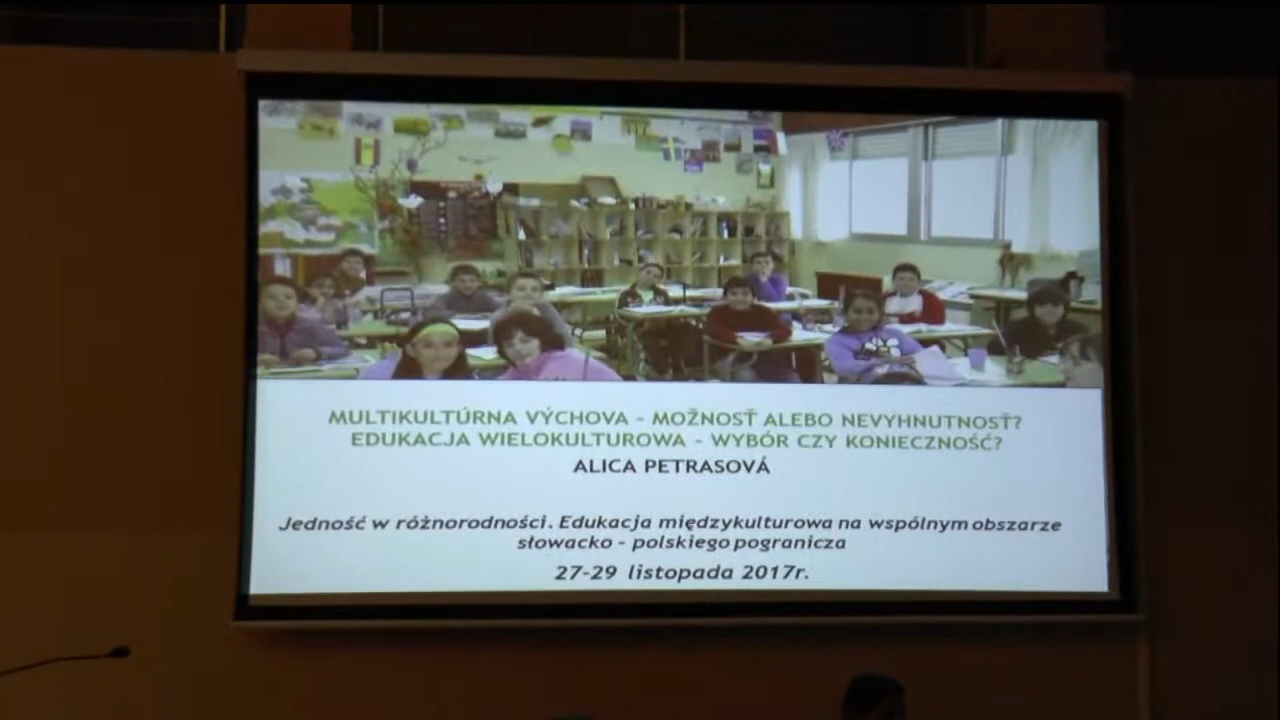 MULTIKULTÚRNA VÝCHOVA - MOŽNOSŤ ALEBO NEVYHNUTNOSŤ?
EDUKACJA WIELOKULTUROWA - WYBÓR CZY KONIECZNOŚĆ?
ALICA PETRASOVÁ
Jedność w różnorodności. Edukacja międzykulturowa na wspólnym obszarze
słowacko - polskiego pogranicza
27-29 listopada 2017r.